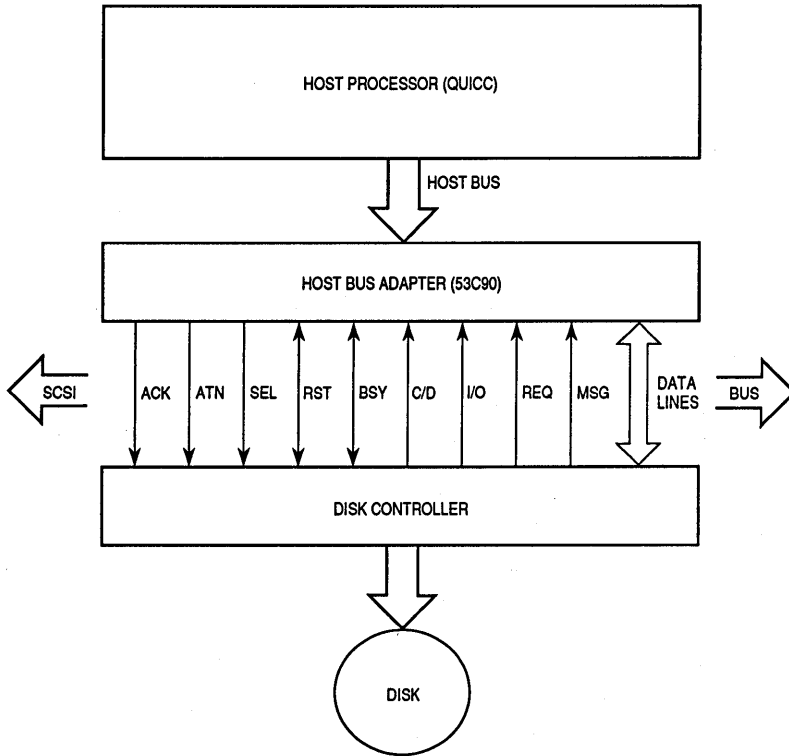 HOST PROCESSOR (QUICC)
HOST BUS
HOST BUS ADAPTER (53C90)
SCSI
ACK
ATN
SEL
RST
BSY
C/D
I/O
REQ
MSG
DATA
LINES
BUS
DISK CONTROLLER
DISK